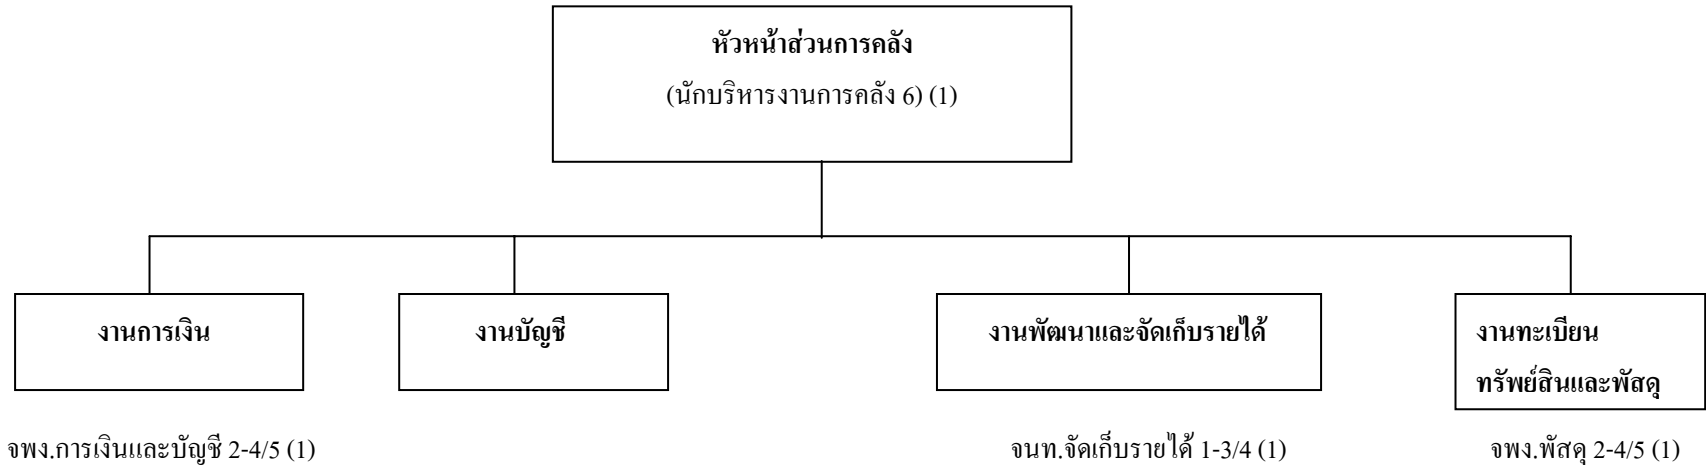 หัวหน้าส่วนการคลัง
(นักบริหารงานการคลัง 6) (1)
งานการเงิน
งานบัญชี
งานพัฒนาและจัดเก็บรายได้
งานทะเบียน
ทรัพย์สินและพัสดุ
จพง.การเงินและบัญชี 2-4/5 (1)
จนท.จัดเก็บรายได้ 1-3/4 (1)
จพง.พัสดุ 2-4/5 (1)